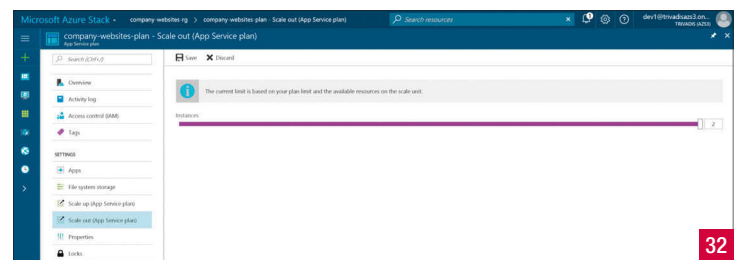 Microsoft Azure Stack company-websites-rg > company-websites-plan - Scale out (App Service plan) Search resources dev1@trivadisazs3.on...
TRIVADIS (AZS3)
company-websites-plan - Scale out (App Service plan)
App Service plan
Search (Ctrl+/)
Save Discard
Overview
The current limit is based on your plan limit and the available resources on the scale unit.
Activity log
Access control (IAM)
Instances
2
Tags
SETTINGS
Apps
File system storage
Scale up (App Service plan)
Scale out (App Service plan)
Properties
Locks
32